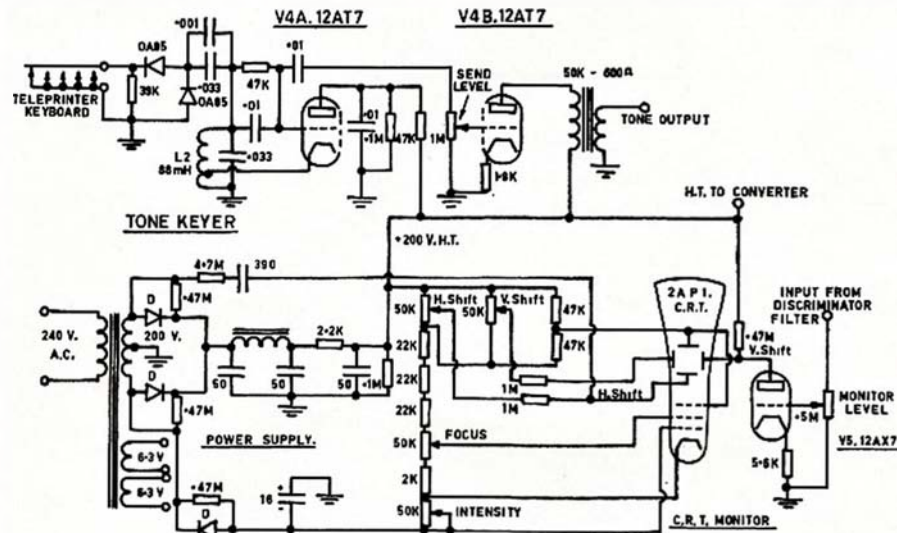 V4A. 12AT7
V4B. 12AT7
·001
OA85
39K
·033
OA85
47K
·01
·01
TELEPRINTER
KEYBOARD
L2
88mH
·033
·01
·1M
47K
1M
SEND
LEVEL
1·8K
50K - 600Ω
TONE OUTPUT
TONE KEYER
H.T. TO CONVERTER
+200 V. H.T.
4·7M
390
·47M
D
240 V.
A.C.
200 V.
D
·47M
2·2K
50
50
50
·1M
POWER SUPPLY.
6·3 V
6·3 V
·47M
D
16
+
-
50K
H. Shift
50K
V. Shift
47K
47K
22K
22K
22K
1M
1M
H. Shift
50K
FOCUS
2K
50K
INTENSITY
2 A P 1.
C.R.T.
INPUT FROM
DISCRIMINATOR
FILTER
·47M
V. Shift
MONITOR
LEVEL
·5M
V5, 12AX7
5·6K
C.R.T. MONITOR